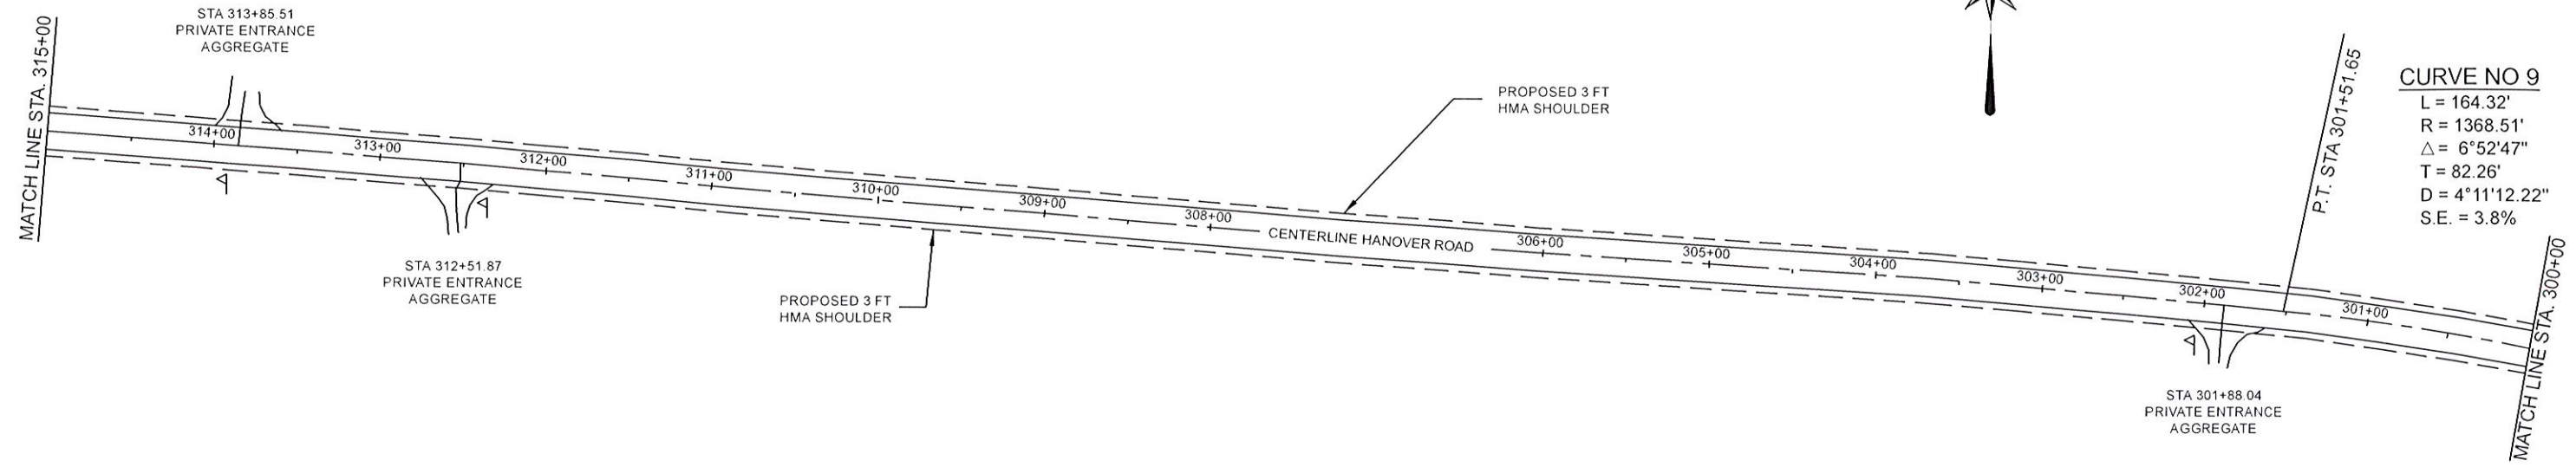 STA 313+85.51
PRIVATE ENTRANCE
AGGREGATE
MATCH LINE STA. 315+00
314+00
313+00
312+00
311+00
310+00
309+00
308+00
CENTERLINE HANOVER ROAD
306+00
305+00
304+00
303+00
302+00
301+00
PROPOSED 3 FT
HMA SHOULDER
P.T. STA 301+51.65
CURVE NO 9
L = 164.32'
R = 1368.51'
△ = 6°52'47"
T = 82.26'
D = 4°11'12.22"
S.E. = 3.8%
STA 312+51.87
PRIVATE ENTRANCE
AGGREGATE
PROPOSED 3 FT
HMA SHOULDER
STA 301+88.04
PRIVATE ENTRANCE
AGGREGATE
MATCH LINE STA. 300+00